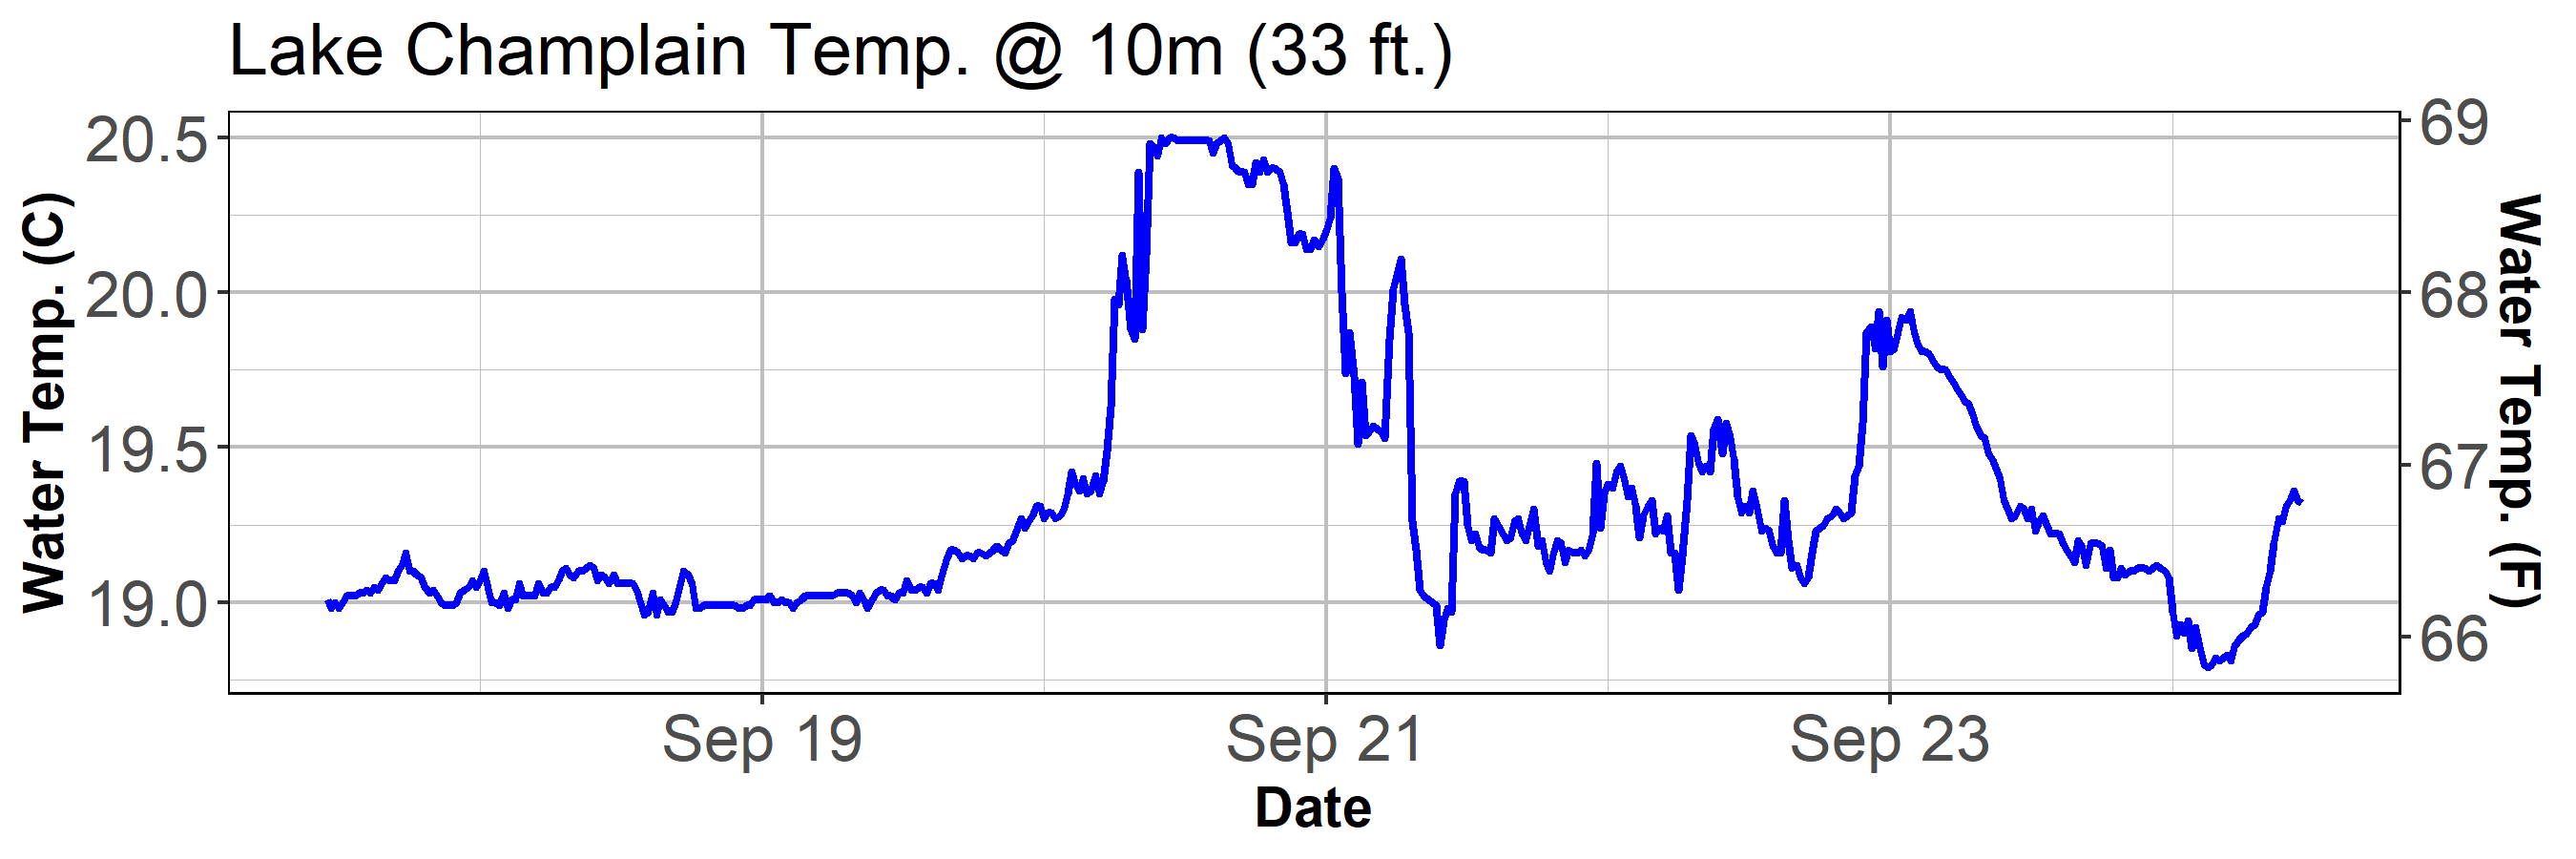 Lake Champlain Temp. @ 10m (33 ft.)
20.5
20.0
19.5
19.0
Water Temp. (C)
69
68
67
66
Water Temp. (F)
Sep 19
Sep 21
Sep 23
Date